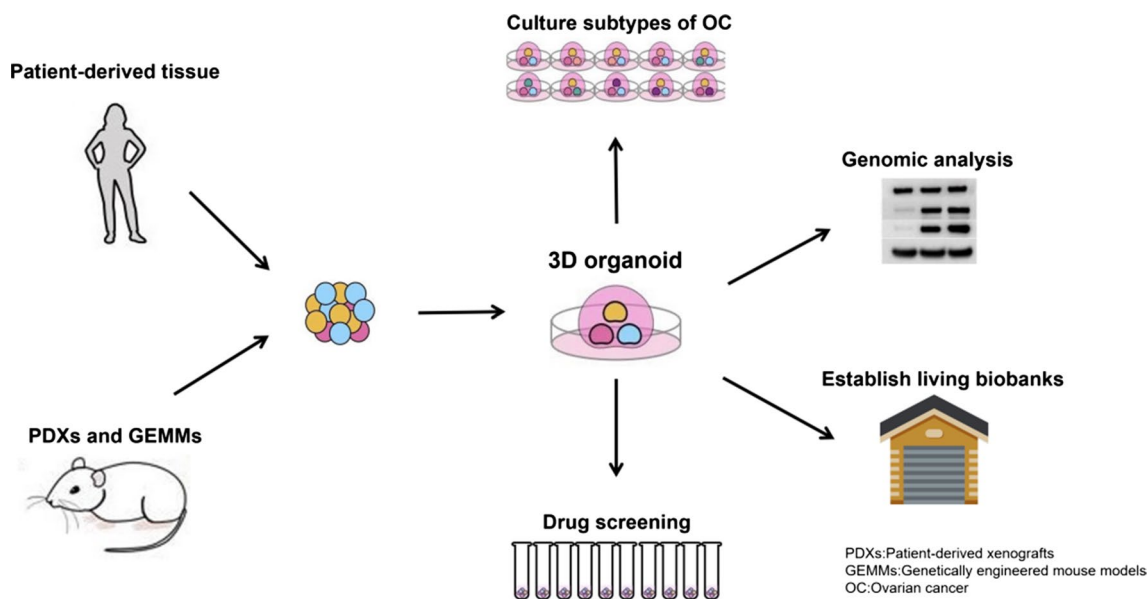 Culture subtypes of OC
Patient-derived tissue
Genomic analysis
3D organoid
Establish living biobanks
PDXs and GEMMs
Drug screening
PDXs:Patient-derived xenografts
GEMMs:Genetically engineered mouse models
OC:Ovarian cancer